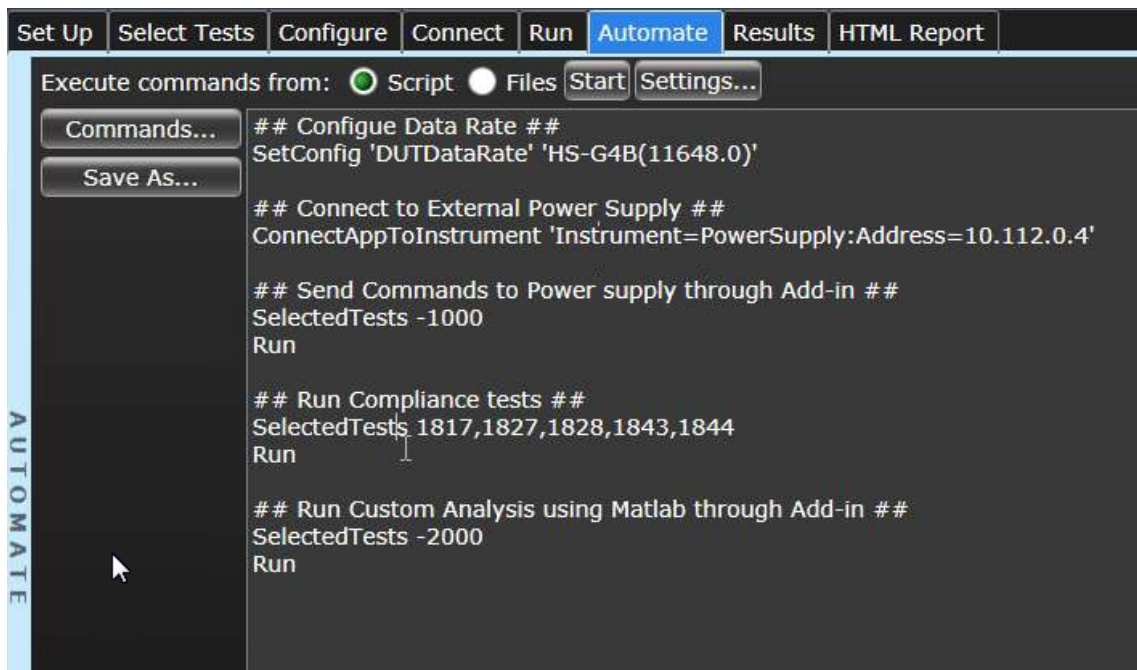 Set Up Select Tests Configure Connect Run Automate Results HTML Report
Execute commands from: Script Files Start Settings...
Commands...
Save As...
## Configue Data Rate ##
SetConfig 'DUTDataRate' 'HS-G4B(11648.0)'
## Connect to External Power Supply ##
ConnectAppToInstrument 'Instrument=PowerSupply:Address=10.112.0.4'
## Send Commands to Power supply through Add-in ##
SelectedTests -1000
Run
## Run Compliance tests ##
SelectedTests 1817,1827,1828,1843,1844
Run
## Run Custom Analysis using Matlab through Add-in ##
SelectedTests -2000
Run
AUTOMATE